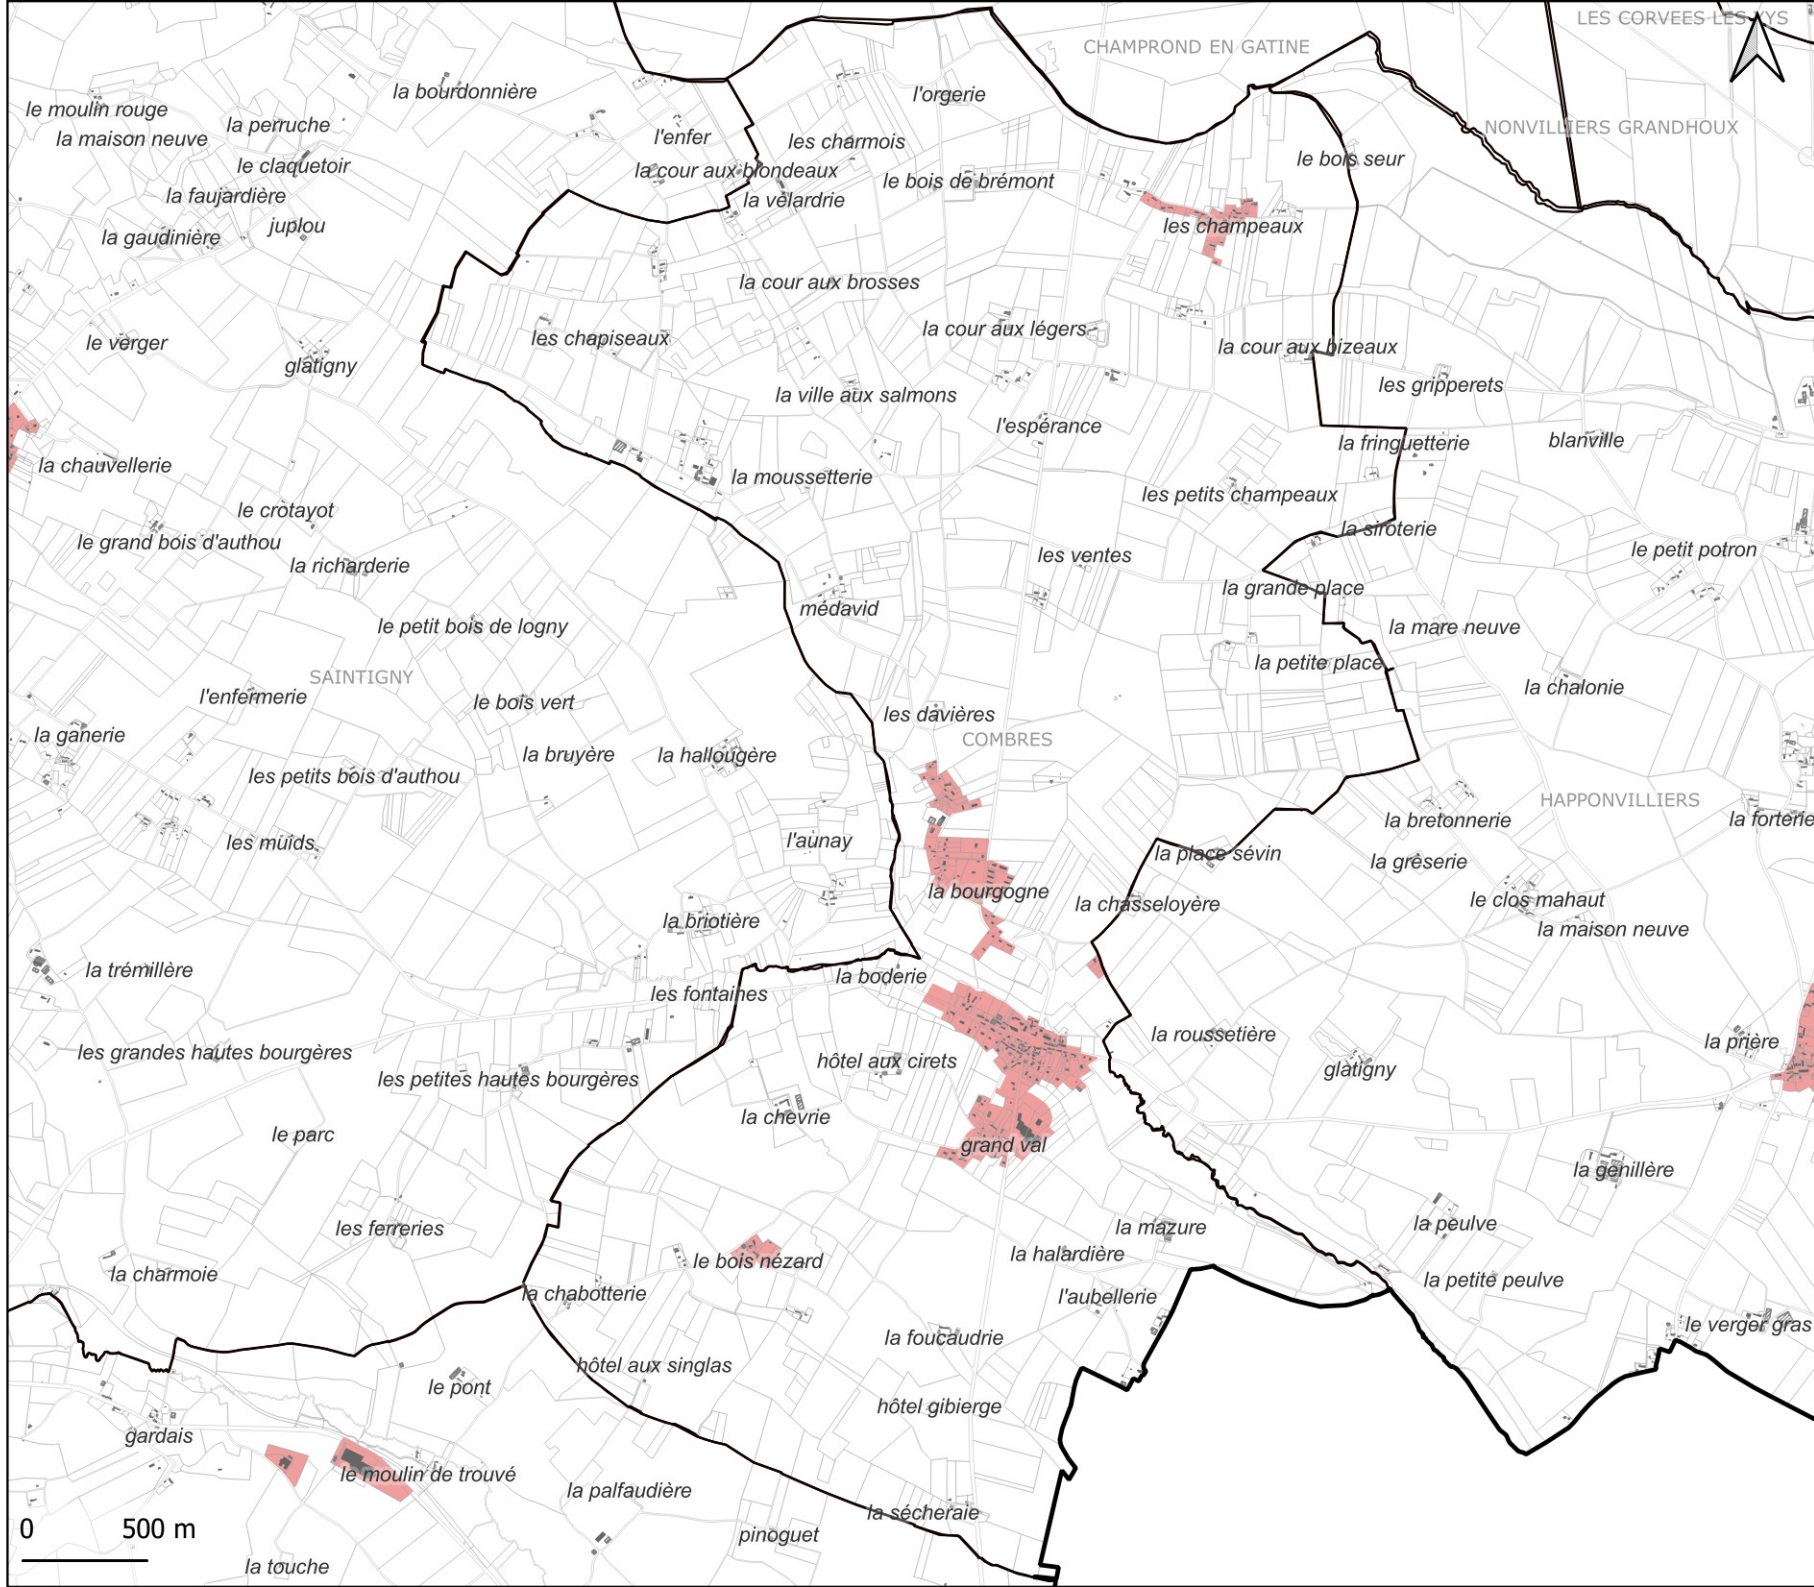 LES CORVEES LES YYS
CHAMPROND EN GATINE
la bourdonnière
l'orgerie
le moulin rouge
la perruche
NONVILLIERS GRANDHOUX
la maison neuve
l'enfer
les charmois
le claquetoir
le bois seur
la cour aux blondeaux
le bois de brémont
la faujardière
la vélardrie
juplou
les champeaux
la gaudinière
la cour aux brosses
la cour aux légers
les chapiseaux
le verger
la cour aux bizeaux
glatigny
les gripperets
la ville aux salmons
l'espérance
blanville
la fringuetterie
la chauvellerie
la moussetterie
les petits champeaux
le crotayot
la siroterie
le grand bois d'authou
le petit potron
les ventes
la richarderie
la grande place
médavid
le petit bois de logny
la mare neuve
la petite place
SAINTIGNY
la chalonie
l'enfermerie
le bois vert
les davières
la ganerie
COMBRES
la bruyère
la hallougère
les petits bois d'authou
HAPPONVILLIERS
la bretonnerie
la forterie
les muids
l'aunay
la place sévin
la gréserie
la bourgogne
le clos mahaut
la chasseloyère
la briotière
la maison neuve
la trémillère
la boderie
les fontaines
la roussetière
la prière
les grandes hautes bourgères
hôtel aux cirets
glatigny
les petites hautes bourgères
la chevrie
le parc
grand val
la genillère
la peulve
les ferreries
la mazure
la halardière
le bois nézard
la charmoie
la petite peulve
la chabotterie
l'aubellerie
le verger gras
la foucaudrie
hôtel aux singlas
le pont
hôtel gibierge
gardais
le moulin de trouvé
la palfaudière
la sécheraie
0 500 m
pinoguet
la touche